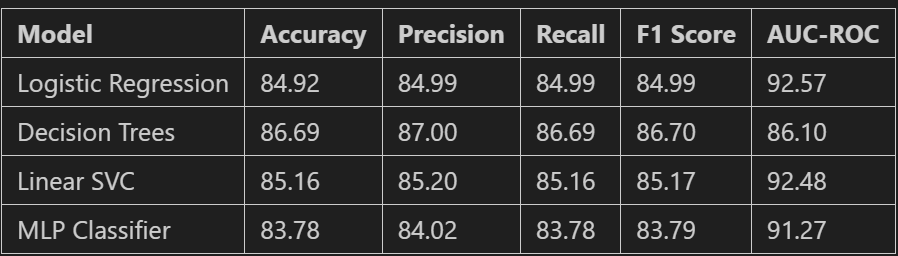 Model Accuracy Precision Recall F1 Score AUC-ROC
Logistic Regression 84.92 84.99 84.99 84.99 92.57
Decision Trees 86.69 87.00 86.69 86.70 86.10
Linear SVC 85.16 85.20 85.16 85.17 92.48
MLP Classifier 83.78 84.02 83.78 83.79 91.27